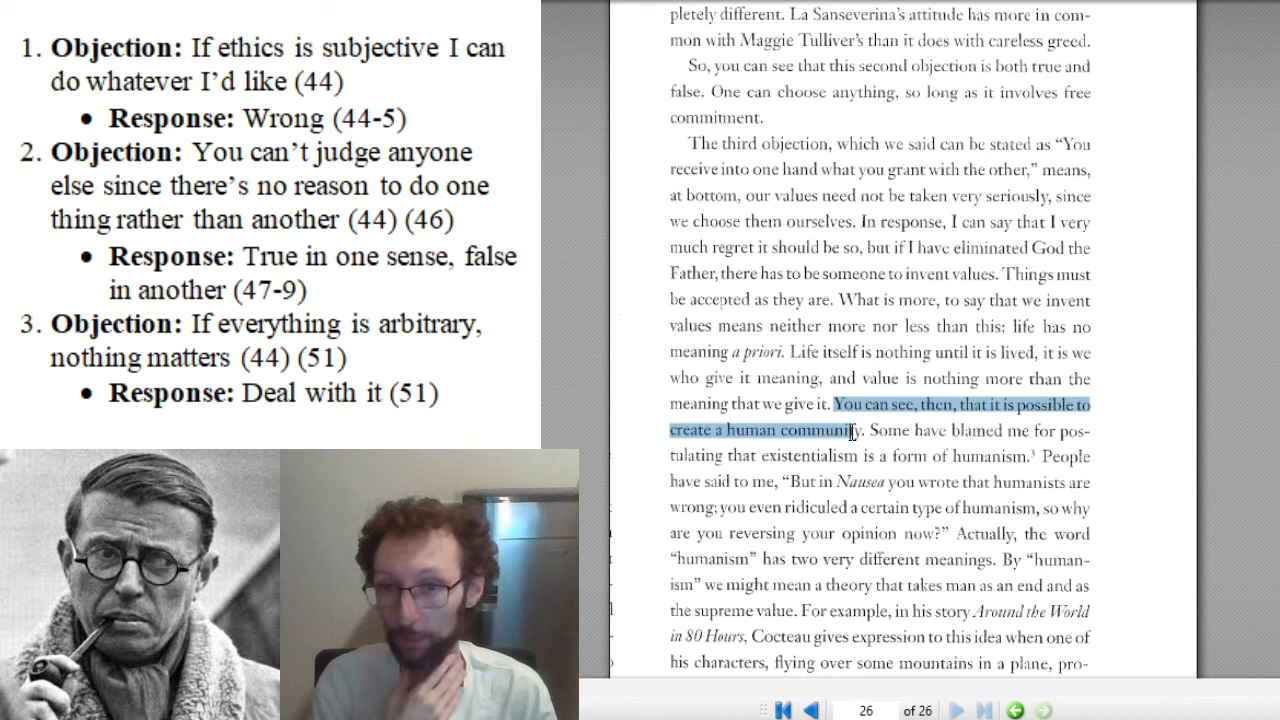 1. Objection: If ethics is subjective I can
do whatever I'd like (44)
• Response: Wrong (44-5)
2. Objection: You can't judge anyone
else since there's no reason to do one
thing rather than another (44) (46)
• Response: True in one sense, false
in another (47-9)
3. Objection: If everything is arbitrary,
nothing matters (44) (51)
• Response: Deal with it (51)
pletely different. La Sanseverina's attitude has more in com-
mon with Maggie Tulliver's than it does with careless greed.
So, you can see that this second objection is both true and
false. One can choose anything, so long as it involves free
commitment.
The third objection, which we said can be stated as “You
receive into one hand what you grant with the other,” means,
at bottom, our values need not be taken very seriously, since
we choose them ourselves. In response, I can say that I very
much regret it should be so, but if I have eliminated God the
Father, there has to be someone to invent values. Things must
be accepted as they are. What is more, to say that we invent
values means neither more nor less than this: life has no
meaning a priori. Life itself is nothing until it is lived, it is we
who give it meaning, and value is nothing more than the
meaning that we give it. You can see, then, that it is possible to
create a human community. Some have blamed me for pos-
tulating that existentialism is a form of humanism.³ People
have said to me, “But in Nausea you wrote that humanists are
wrong; you even ridiculed a certain type of humanism, so why
are you reversing your opinion now?” Actually, the word
“humanism” has two very different meanings. By “human-
ism” we might mean a theory that takes man as an end and as
the supreme value. For example, in his story Around the World
in 80 Hours, Cocteau gives expression to this idea when one of
his characters, flying over some mountains in a plane, pro-
26 of 26